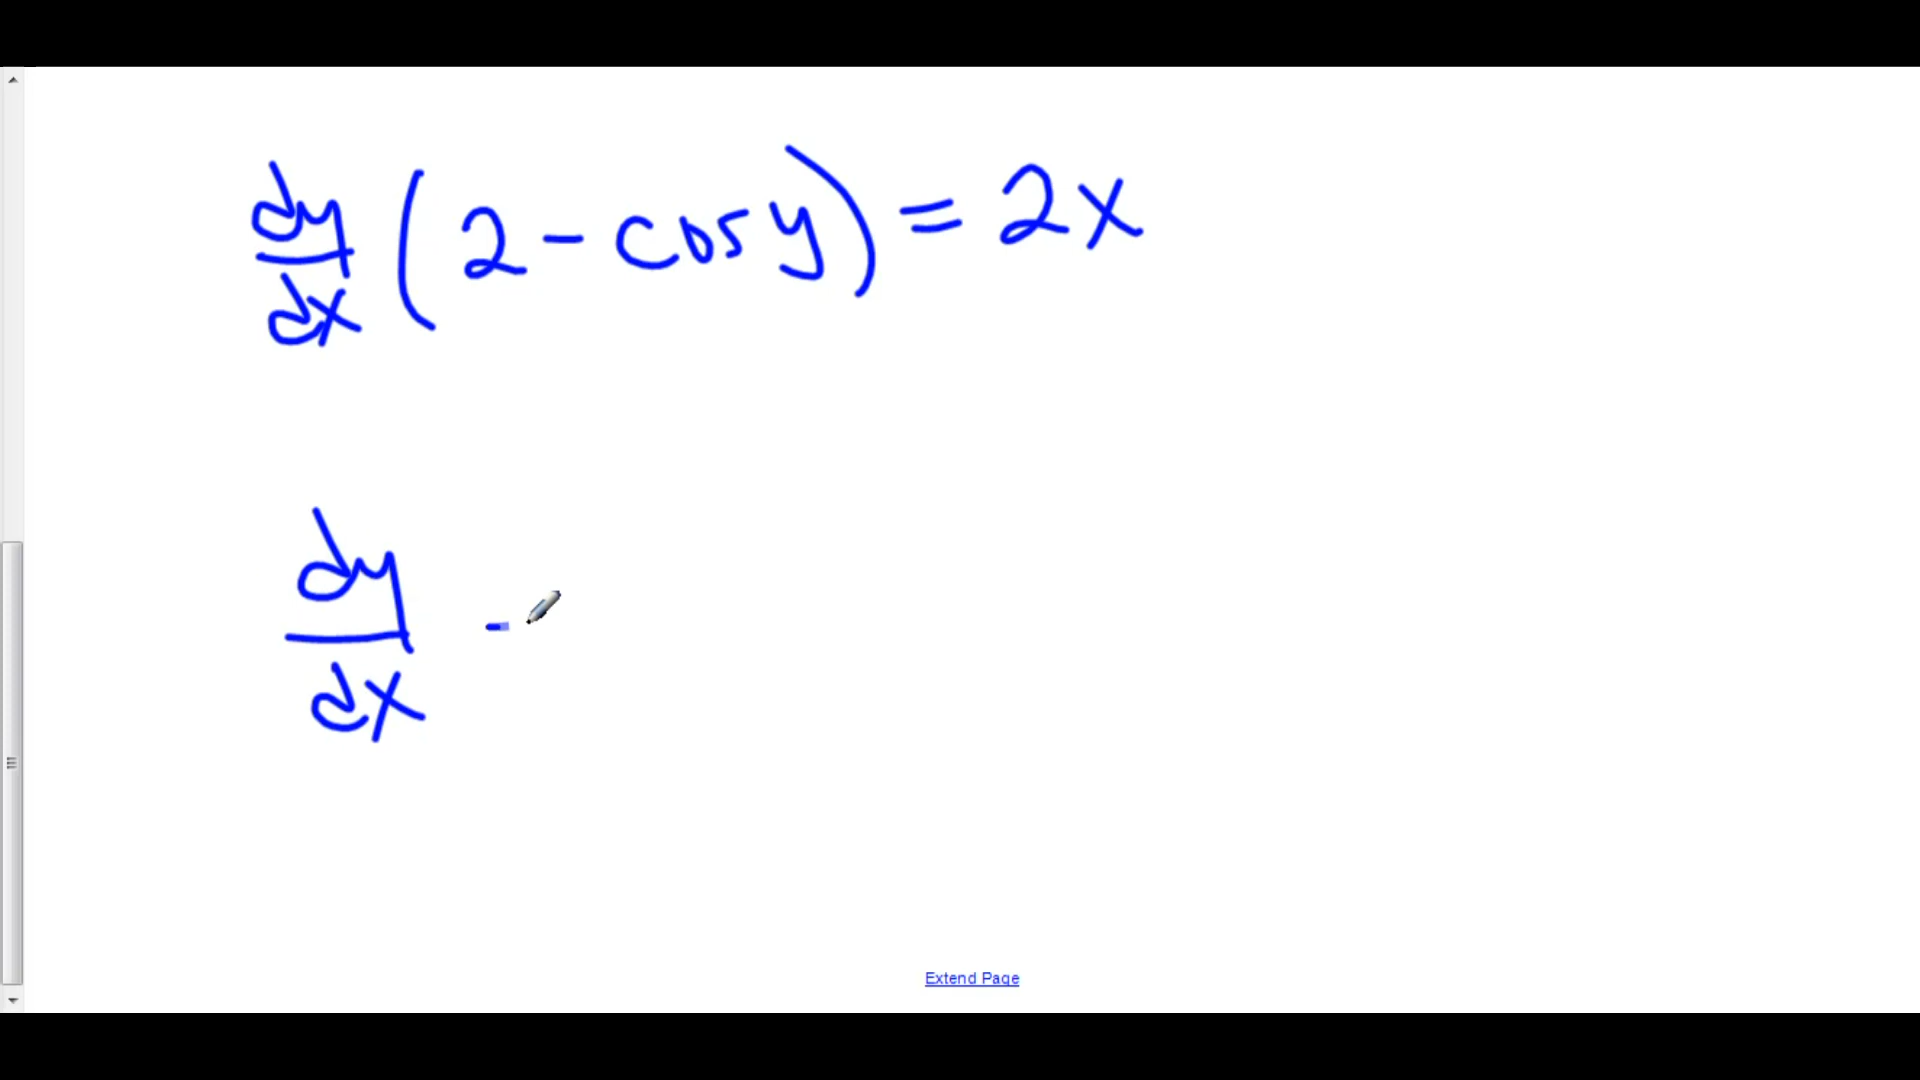 dy/dx (2 - cos y) = 2x
dy/dx -
Extend Page